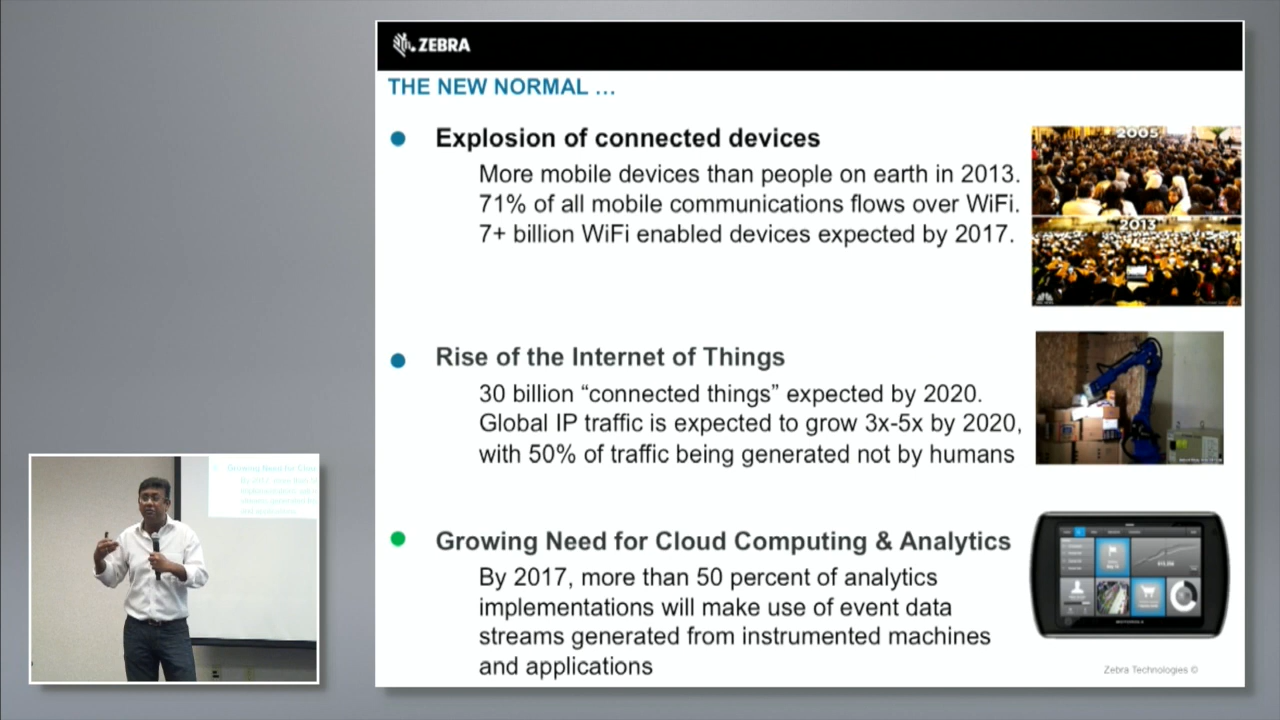 ZEBRA
THE NEW NORMAL ...
Explosion of connected devices
More mobile devices than people on earth in 2013.
71% of all mobile communications flows over WiFi.
7+ billion WiFi enabled devices expected by 2017.
2005
2013
Rise of the Internet of Things
30 billion “connected things” expected by 2020.
Global IP traffic is expected to grow 3x-5x by 2020,
with 50% of traffic being generated not by humans
Growing Need for Cloud Computing & Analytics
By 2017, more than 50 percent of analytics
implementations will make use of event data
streams generated from instrumented machines
and applications
MOTOROLA
Zebra Technologies ©
Growing Need for Clou